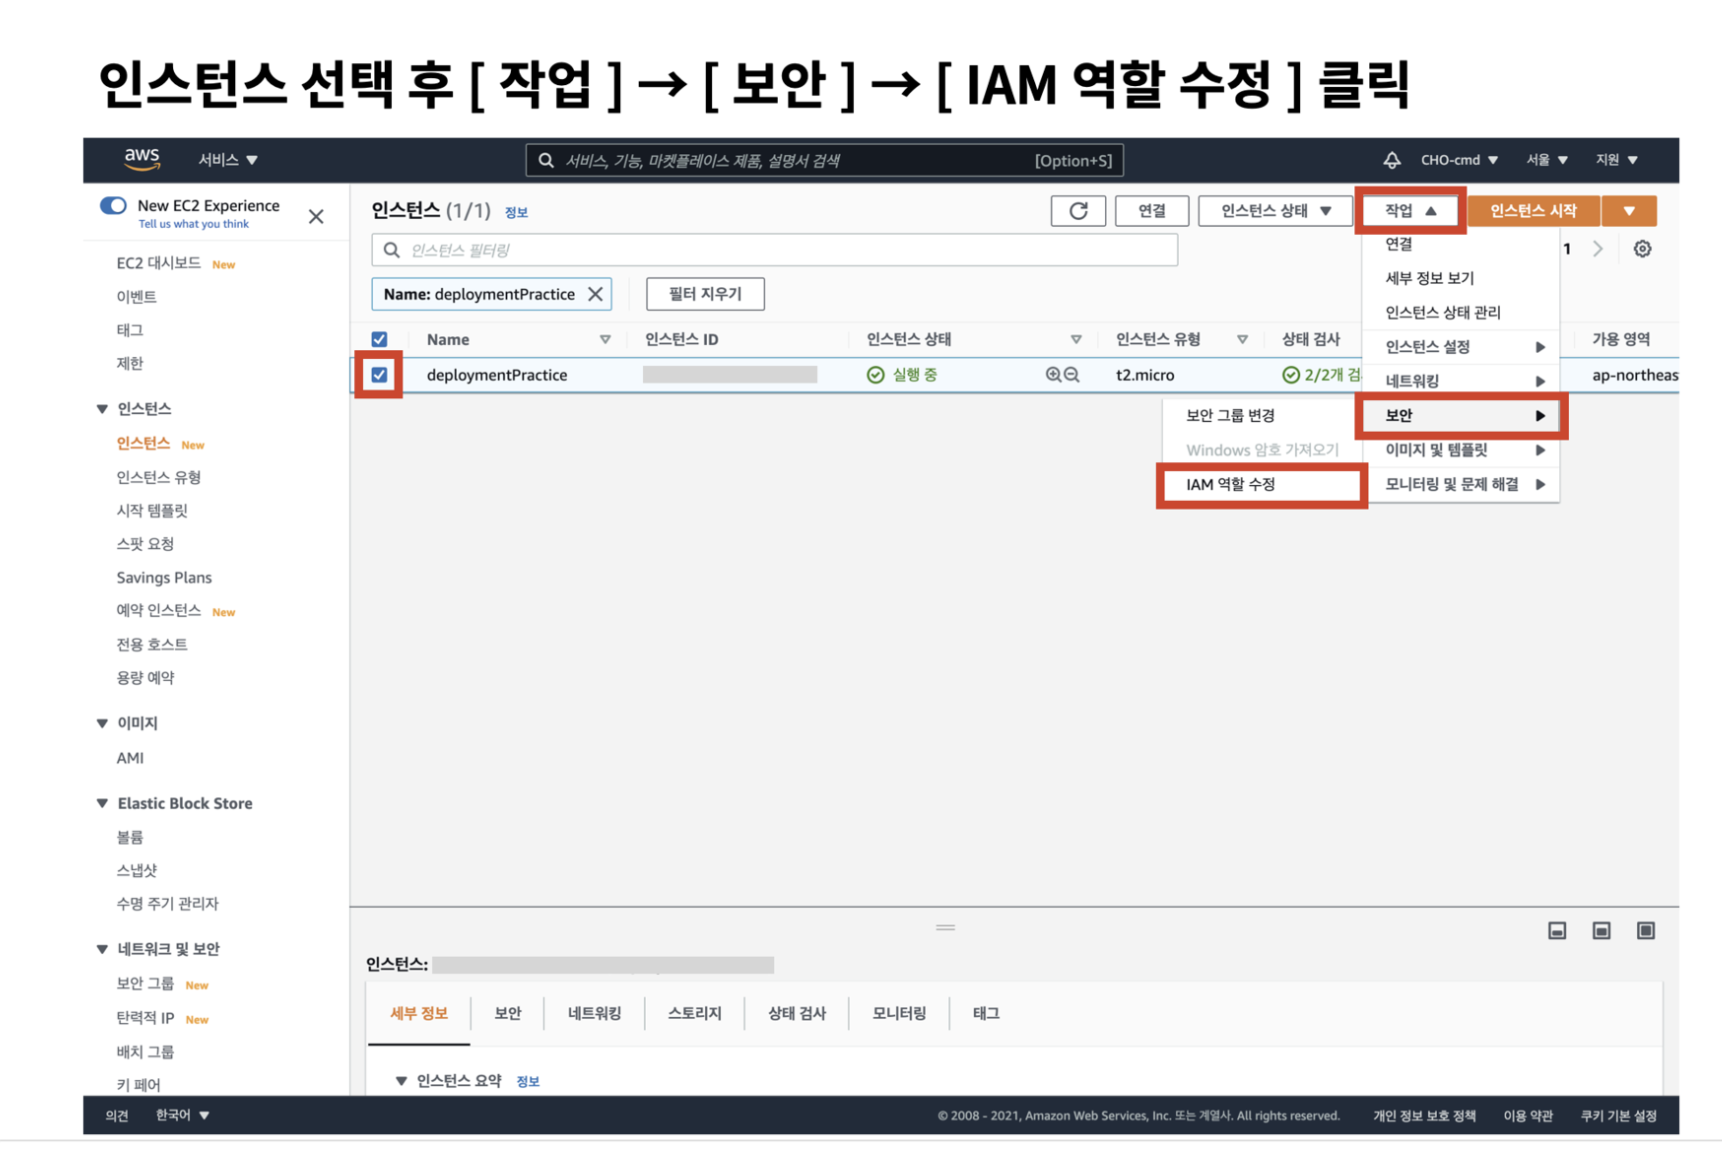 인스턴스 선택 후 [ 작업 ] → [ 보안 ] → [ IAM 역할 수정 ] 클릭
aws 서비스 ▼ 서비스, 기능, 마켓플레이스 제품, 설명서 검색 [Option+S] CHO-cmd ▼ 서울 ▼ 지원 ▼
New EC2 Experience
Tell us what you think
EC2 대시보드 New
이벤트
태그
제한
▼ 인스턴스
인스턴스 New
인스턴스 유형
시작 템플릿
스팟 요청
Savings Plans
예약 인스턴스 New
전용 호스트
용량 예약
▼ 이미지
AMI
▼ Elastic Block Store
볼륨
스냅샷
수명 주기 관리자
▼ 네트워크 및 보안
보안 그룹 New
탄력적 IP New
배치 그룹
키 페어
인스턴스 (1/1) 정보 연결 인스턴스 상태 ▼ 작업 ▲ 인스턴스 시작 ▼
인스턴스 필터링 1
Name: deploymentPractice 필터 지우기
Name 인스턴스 ID 인스턴스 상태 인스턴스 유형 상태 검사 가용 영역
deploymentPractice 실행 중 t2.micro 2/2개 검 ap-northeas
연결
세부 정보 보기
인스턴스 상태 관리
인스턴스 설정 ▶
네트워킹 ▶
보안 ▶
이미지 및 템플릿 ▶
모니터링 및 문제 해결 ▶
보안 그룹 변경
Windows 암호 가져오기
IAM 역할 수정
인스턴스:
세부 정보 보안 네트워킹 스토리지 상태 검사 모니터링 태그
▼ 인스턴스 요약 정보
의견 한국어 ▼ © 2008 - 2021, Amazon Web Services, Inc. 또는 계열사. All rights reserved. 개인 정보 보호 정책 이용 약관 쿠키 기본 설정